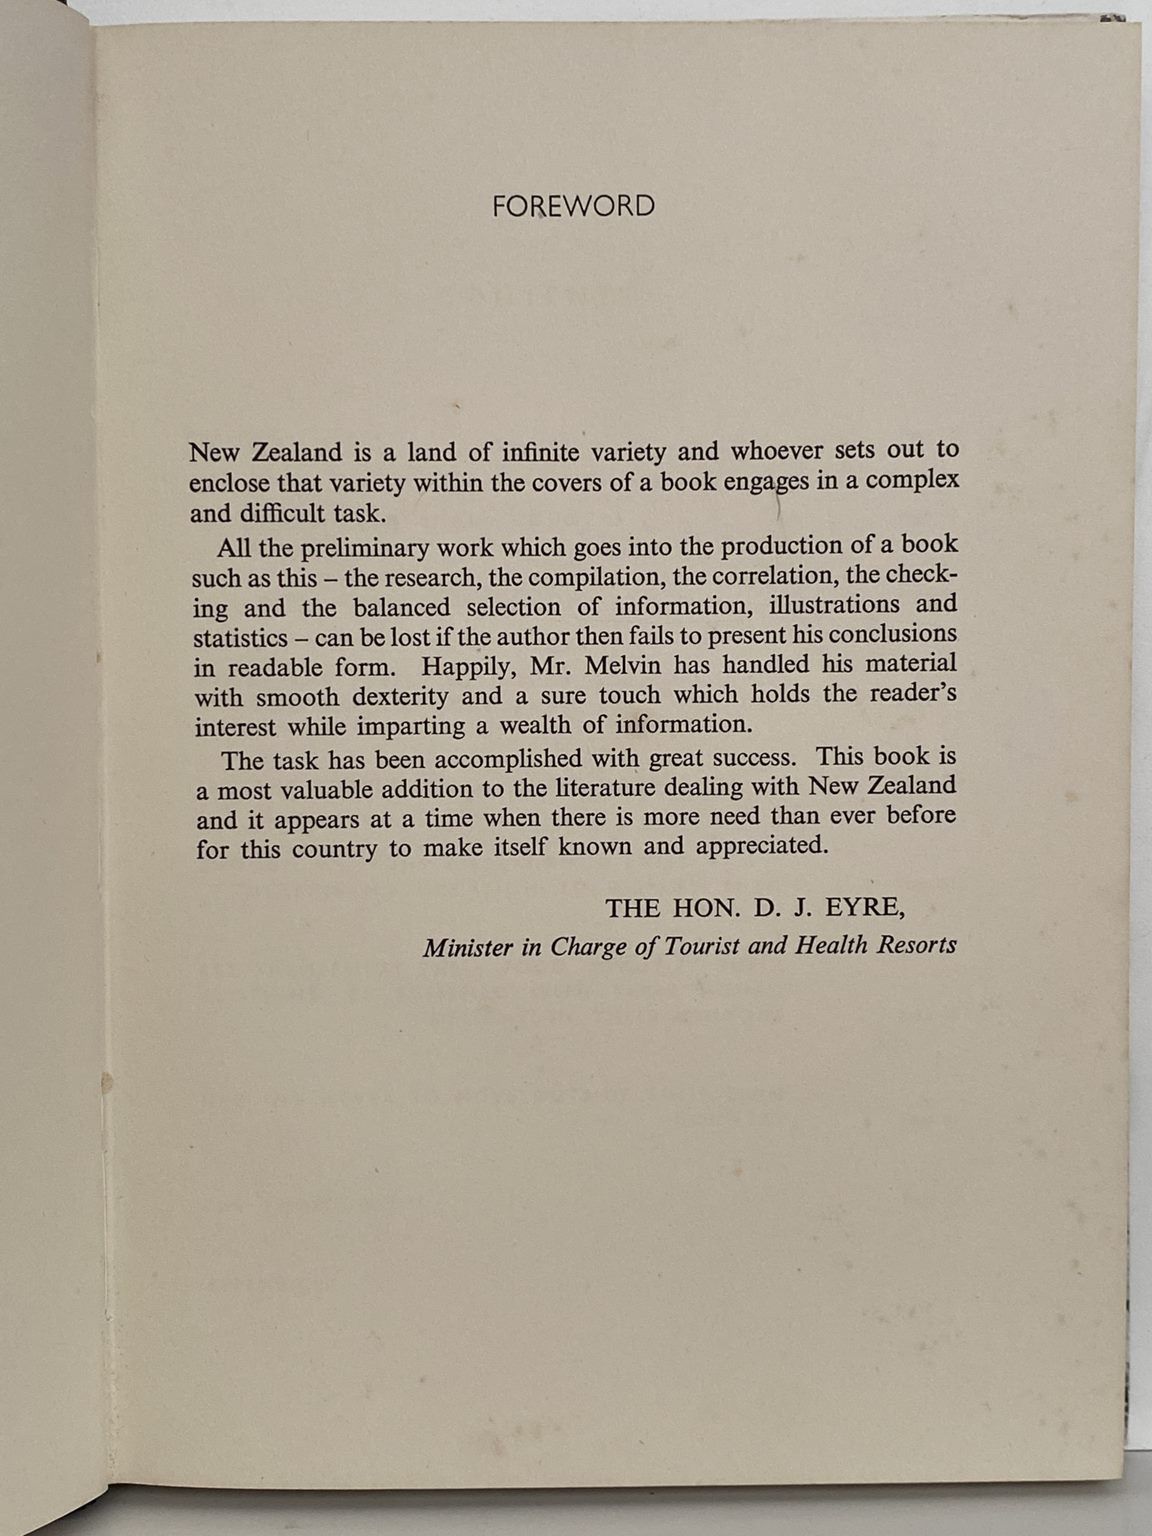 FOREWORD
New Zealand is a land of infinite variety and whoever sets out to
enclose that variety within the covers of a book engages in a complex
and difficult task.
All the preliminary work which goes into the production of a book
such as this – the research, the compilation, the correlation, the check-
ing and the balanced selection of information, illustrations and
statistics – can be lost if the author then fails to present his conclusions
in readable form. Happily, Mr. Melvin has handled his material
with smooth dexterity and a sure touch which holds the reader's
interest while imparting a wealth of information.
The task has been accomplished with great success. This book is
a most valuable addition to the literature dealing with New Zealand
and it appears at a time when there is more need than ever before
for this country to make itself known and appreciated.
THE HON. D. J. EYRE,
Minister in Charge of Tourist and Health Resorts